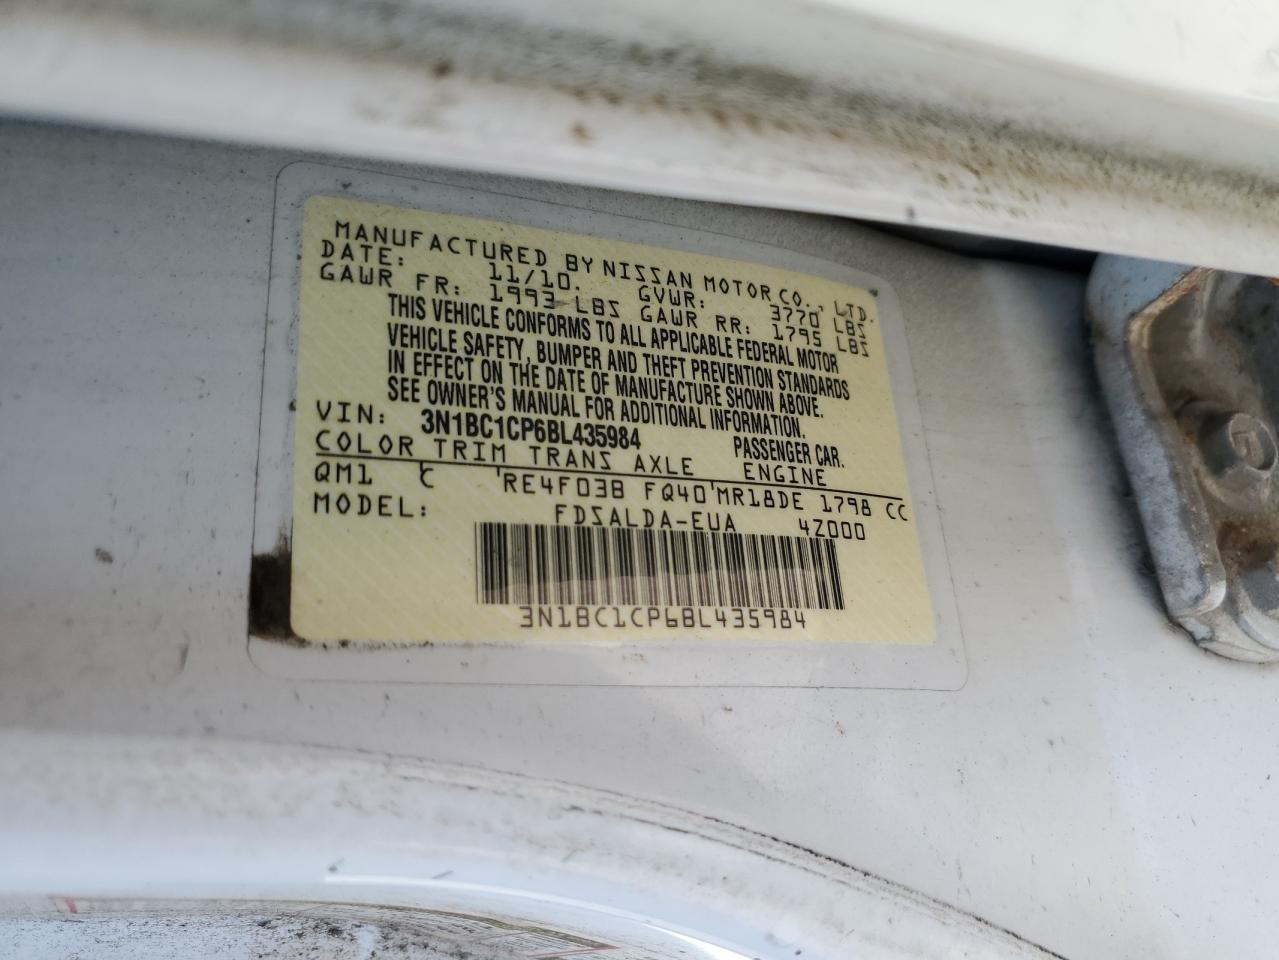 MANUFACTURED BY NISSAN MOTOR CO., LTD.
DATE: 11/10. GVWR: 3770 LBS
GAWR FR: 1993 LBS GAWR RR: 1795 LBS
THIS VEHICLE CONFORMS TO ALL APPLICABLE FEDERAL MOTOR
VEHICLE SAFETY, BUMPER AND THEFT PREVENTION STANDARDS
IN EFFECT ON THE DATE OF MANUFACTURE SHOWN ABOVE.
SEE OWNER'S MANUAL FOR ADDITIONAL INFORMATION.
VIN: 3N1BC1CP6BL435984 PASSENGER CAR.
COLOR TRIM TRANS AXLE ENGINE
QM1 C RE4F03B FQ40 MR18DE 1798 CC
MODEL: FDSALDA-EUA 4Z000
3N1BC1CP6BL435984